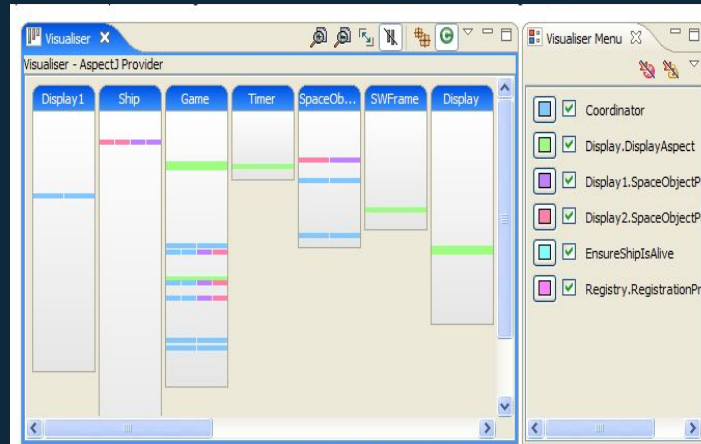 Visualiser
Visualiser - AspectJ Provider
Display1 Ship Game Timer SpaceOb... SWFrame Display
Visualiser Menu
Coordinator
Display.DisplayAspect
Display1.SpaceObjectP
Display2.SpaceObjectP
EnsureShipIsAlive
Registry.RegistrationPr